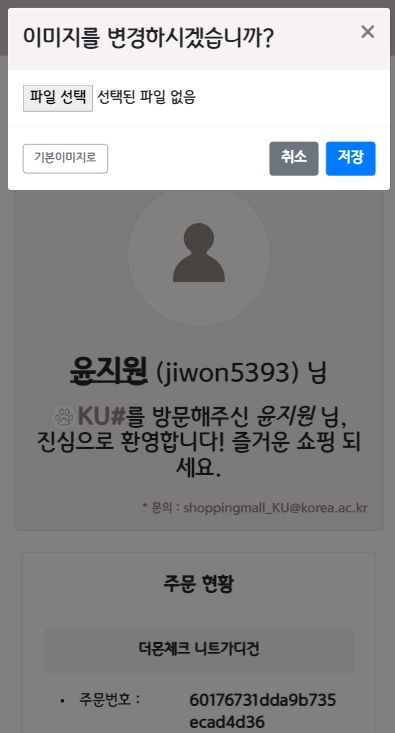 이미지를 변경하시겠습니까? ×
파일 선택 선택된 파일 없음
기본이미지로 취소 저장
윤지원 (jiwon5393) 님
KU#를 방문해주신 윤지원 님,
진심으로 환영합니다! 즐거운 쇼핑 되
세요.
* 문의 : shoppingmall_KU@korea.ac.kr
주문 현황
더몬체크 니트가디건
• 주문번호 : 60176731dda9b735
ecad4d36